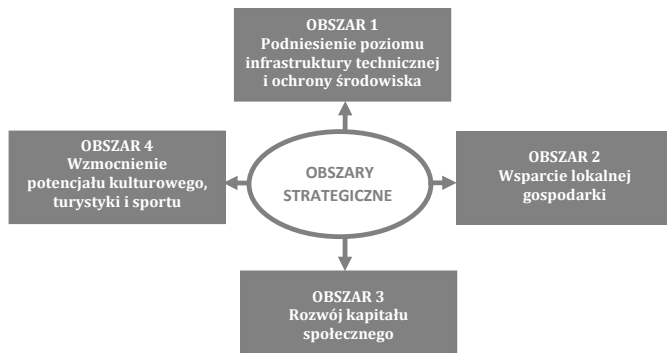 OBSZAR 1
Podniesienie poziomu
infrastruktury technicznej
i ochrony środowiska
OBSZAR 4
Wzmocnienie
potencjału kulturowego,
turystyki i sportu
OBSZARY
STRATEGICZNE
OBSZAR 2
Wsparcie lokalnej
gospodarki
OBSZAR 3
Rozwój kapitału
społecznego